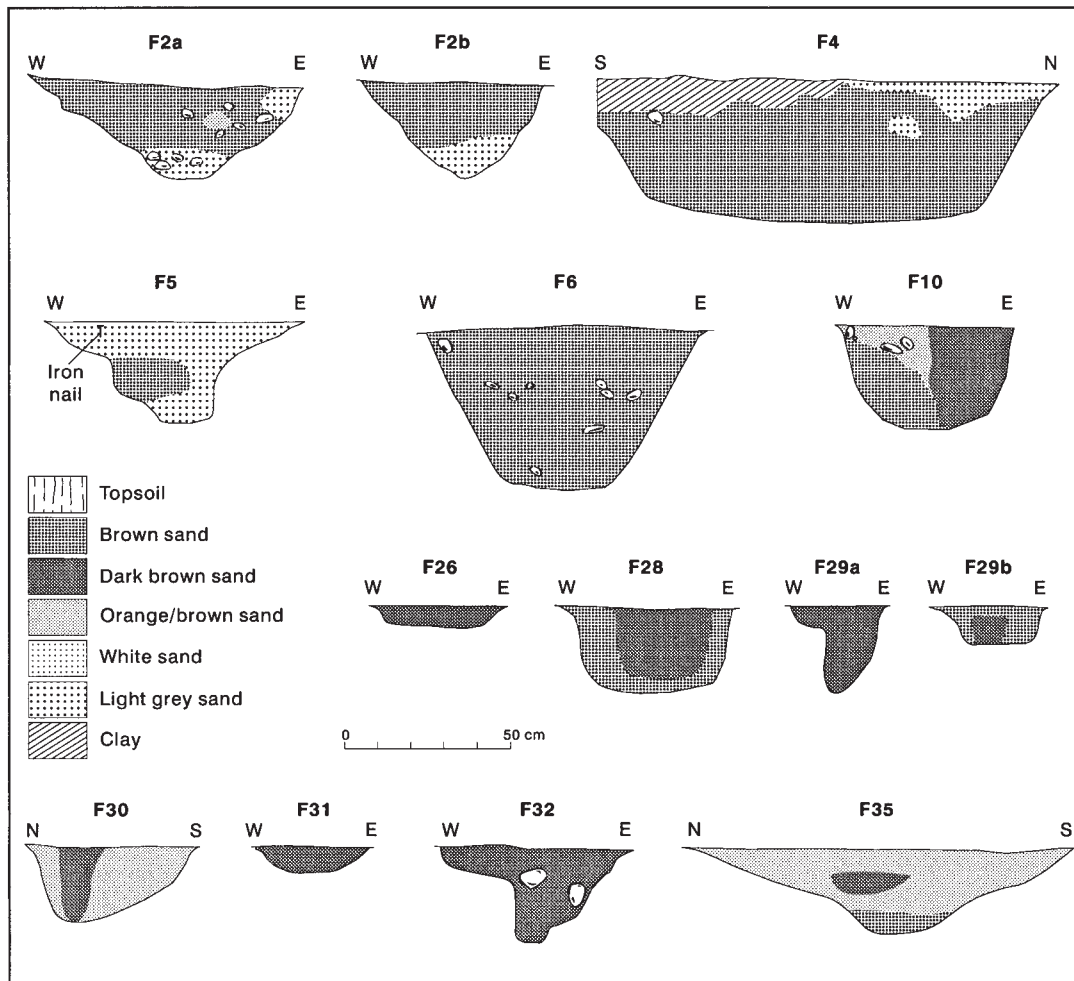 F2a
F2b
F4
W
E
W
E
S
N
F5
F6
F10
W
E
W
E
W
E
Iron
nail
Topsoil
Brown sand
Dark brown sand
Orange/brown sand
White sand
Light grey sand
Clay
F26
F28
F29a
F29b
W
E
W
E
W
E
W
E
0
50 cm
F30
F31
F32
F35
N
S
W
E
W
E
N
S